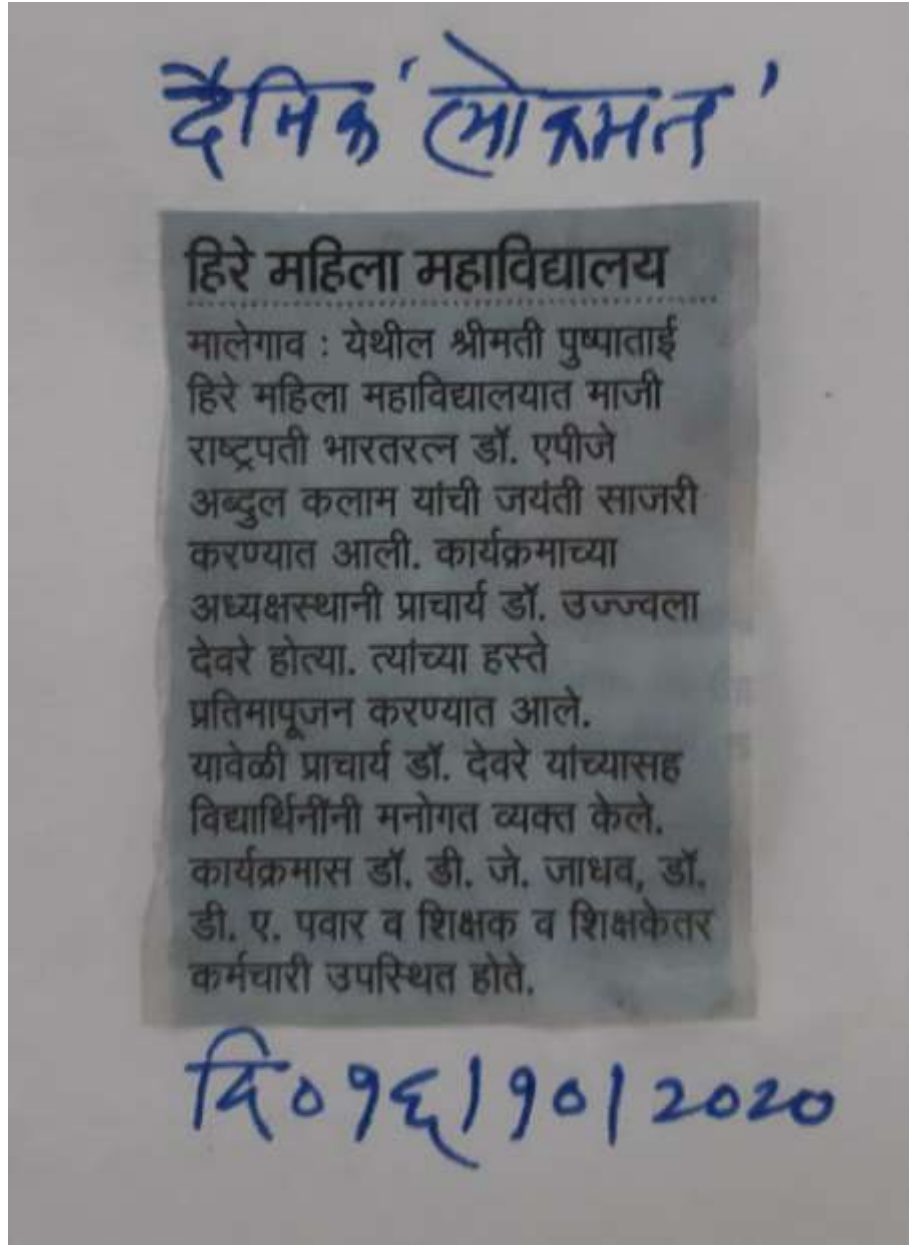 दैनिक 'लोकमत'
हिरे महिला महाविद्यालय
मालेगाव : येथील श्रीमती पुष्पाताई
हिरे महिला महाविद्यालयात माजी
राष्ट्रपती भारतरत्न डॉ. एपीजे
अब्दुल कलाम यांची जयंती साजरी
करण्यात आली. कार्यक्रमाच्या
अध्यक्षस्थानी प्राचार्य डॉ. उज्ज्वला
देवरे होत्या. त्यांच्या हस्ते
प्रतिमापूजन करण्यात आले.
यावेळी प्राचार्य डॉ. देवरे यांच्यासह
विद्यार्थिनींनी मनोगत व्यक्त केले.
कार्यक्रमास डॉ. डी. जे. जाधव, डॉ.
डी. ए. पवार व शिक्षक व शिक्षकेतर
कर्मचारी उपस्थित होते.
दि० १६/१०/२०२०